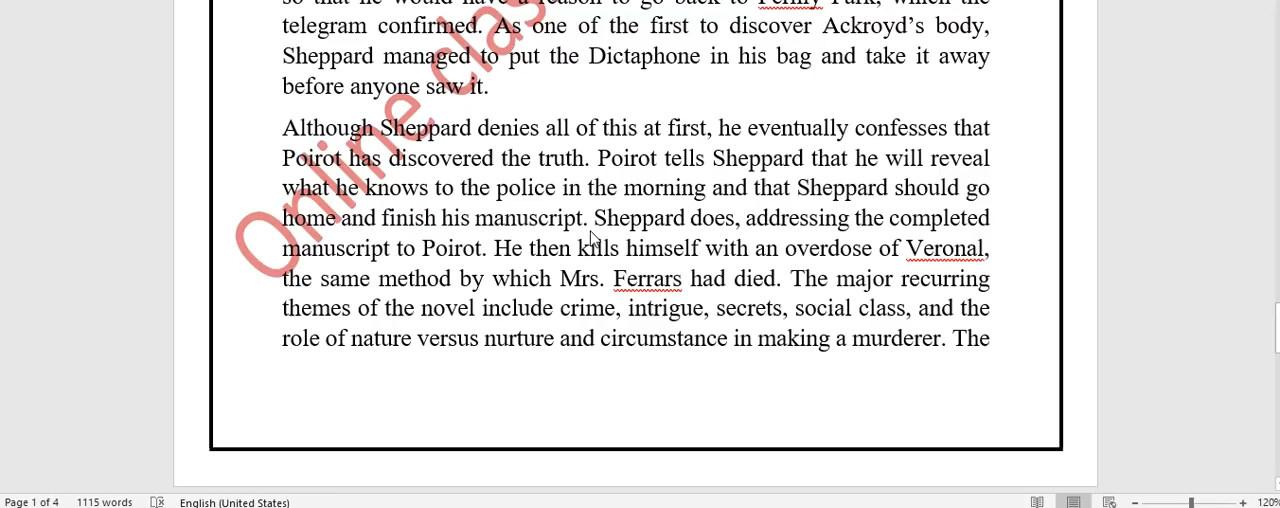 so that he would have a reason to go back to Fernly Park, which the
telegram confirmed. As one of the first to discover Ackroyd's body,
Sheppard managed to put the Dictaphone in his bag and take it away
before anyone saw it.
Although Sheppard denies all of this at first, he eventually confesses that
Poirot has discovered the truth. Poirot tells Sheppard that he will reveal
what he knows to the police in the morning and that Sheppard should go
home and finish his manuscript. Sheppard does, addressing the completed
manuscript to Poirot. He then kills himself with an overdose of Veronal,
the same method by which Mrs. Ferrars had died. The major recurring
themes of the novel include crime, intrigue, secrets, social class, and the
role of nature versus nurture and circumstance in making a murderer. The
Online clas
Page 1 of 4 1115 words English (United States) 120%